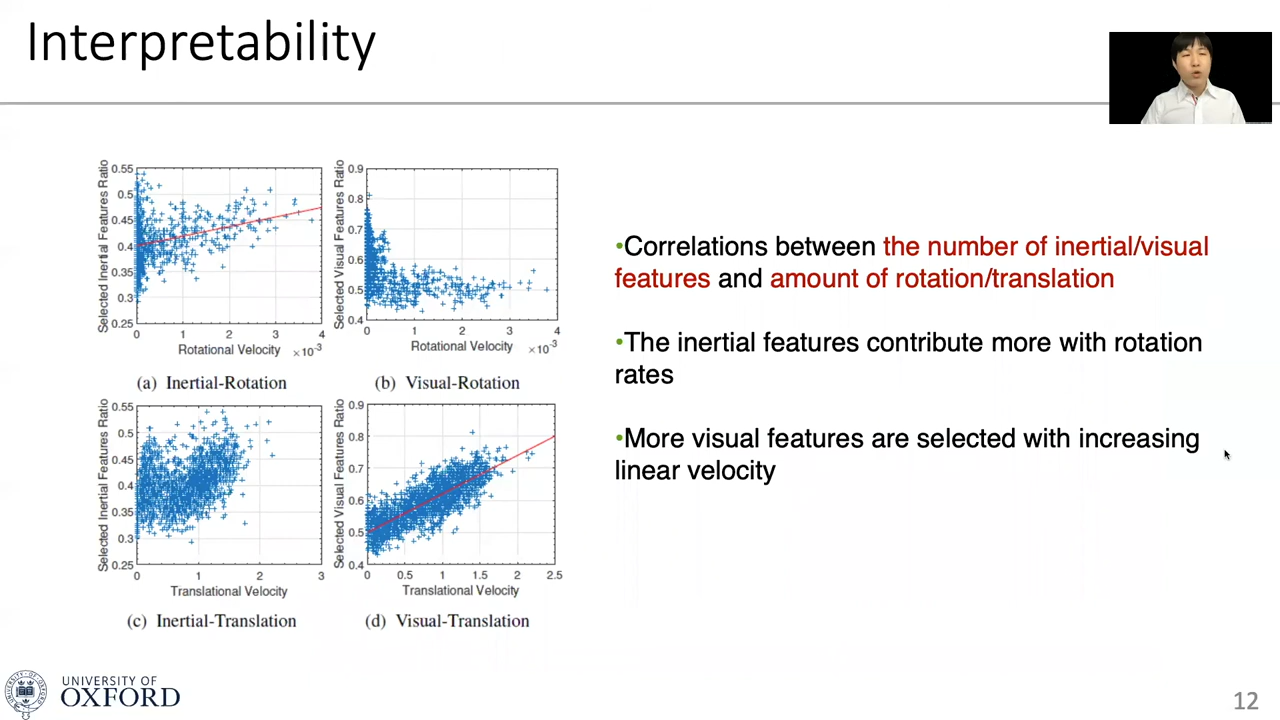 Interpretability
Selected Inertial Features Ratio
0.55
0.5
0.45
0.4
0.35
0.3
0.25
0
1
2
3
4
Rotational Velocity
×10⁻³
(a) Inertial-Rotation
Selected Visual Features Ratio
0.9
0.8
0.7
0.6
0.5
0.4
0
1
2
3
4
Rotational Velocity
×10⁻³
(b) Visual-Rotation
Selected Inertial Features Ratio
0.55
0.5
0.45
0.4
0.35
0.3
0.25
0
1
2
3
Translational Velocity
(c) Inertial-Translation
Selected Visual Features Ratio
0.9
0.8
0.7
0.6
0.5
0.4
0
0.5
1
1.5
2
2.5
Translational Velocity
(d) Visual-Translation
•Correlations between the number of inertial/visual
features and amount of rotation/translation
•The inertial features contribute more with rotation
rates
•More visual features are selected with increasing
linear velocity
UNIVERSITY OF
OXFORD
12